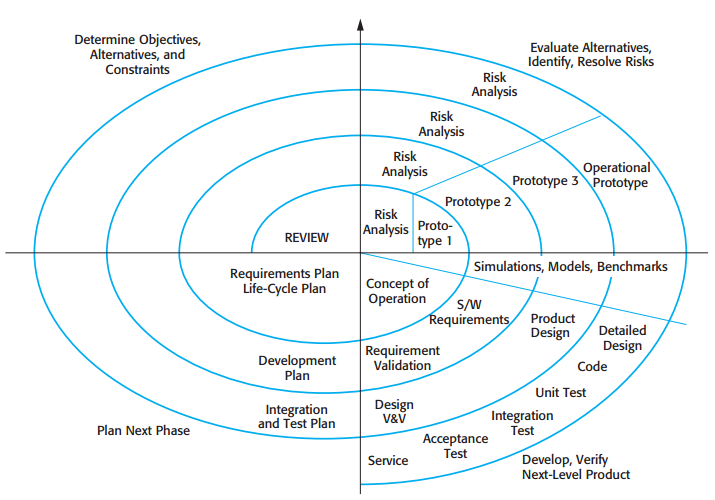 Determine Objectives,
Alternatives, and
Constraints
Evaluate Alternatives,
Identify, Resolve Risks
Risk
Analysis
Risk
Analysis
Risk
Analysis
Operational
Prototype
Prototype 3
Prototype 2
Risk
Analysis
Proto-
type 1
REVIEW
Requirements Plan
Life-Cycle Plan
Concept of
Operation
Simulations, Models, Benchmarks
S/W
Requirements
Product
Design
Detailed
Design
Development
Plan
Requirement
Validation
Code
Unit Test
Integration
and Test Plan
Design
V&V
Integration
Test
Plan Next Phase
Acceptance
Test
Service
Develop, Verify
Next-Level Product